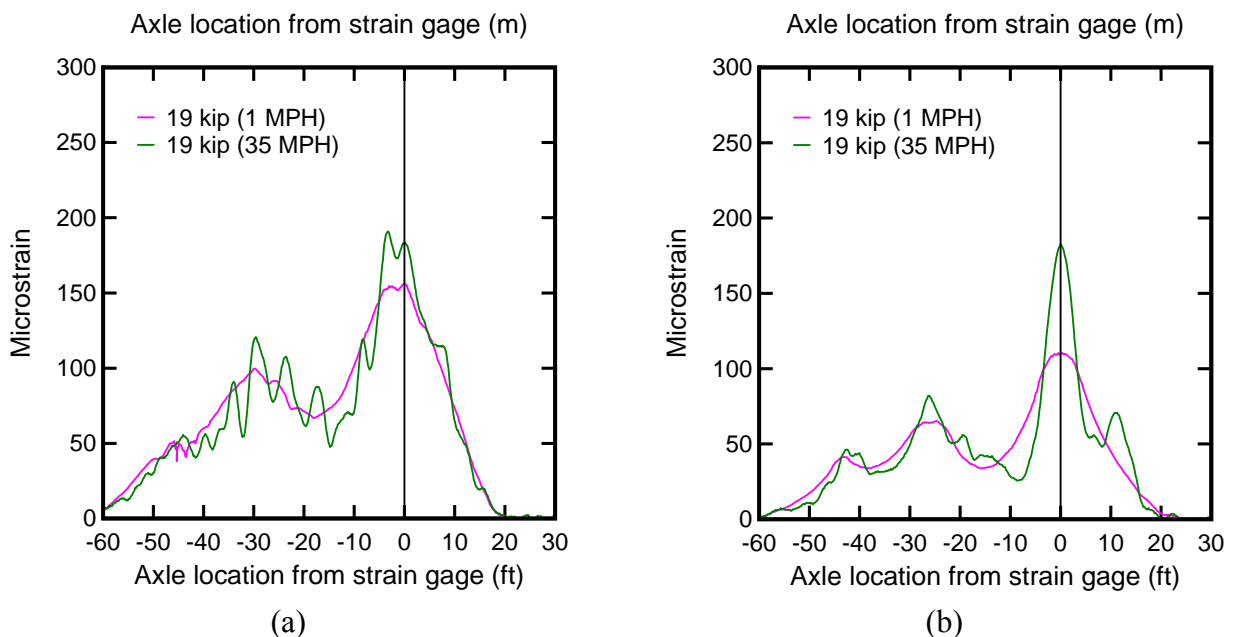 Axle location from strain gage (m)
300
250
200
150
100
50
0
Microstrain
19 kip (1 MPH)
19 kip (35 MPH)
-60 -50 -40 -30 -20 -10 0 10 20 30
Axle location from strain gage (ft)
(a)
Axle location from strain gage (m)
300
250
200
150
100
50
0
Microstrain
19 kip (1 MPH)
19 kip (35 MPH)
-60 -50 -40 -30 -20 -10 0 10 20 30
Axle location from strain gage (ft)
(b)